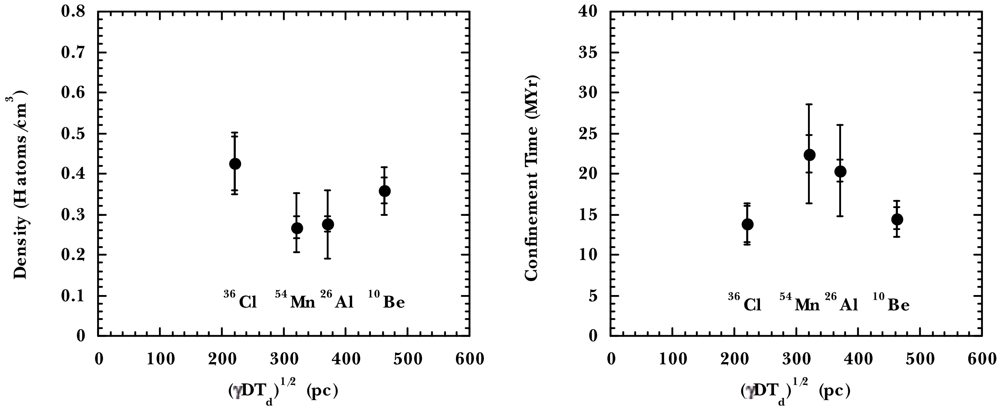 Density (H atoms/cm³)
0.8
0.7
0.6
0.5
0.4
0.3
0.2
0.1
0
³⁶Cl ⁵⁴Mn ²⁶Al ¹⁰Be
0 100 200 300 400 500 600
(γDT_d)^1/2 (pc)
Confinement Time (MYr)
40
35
30
25
20
15
10
5
0
³⁶Cl ⁵⁴Mn ²⁶Al ¹⁰Be
0 100 200 300 400 500 600
(γDT_d)^1/2 (pc)